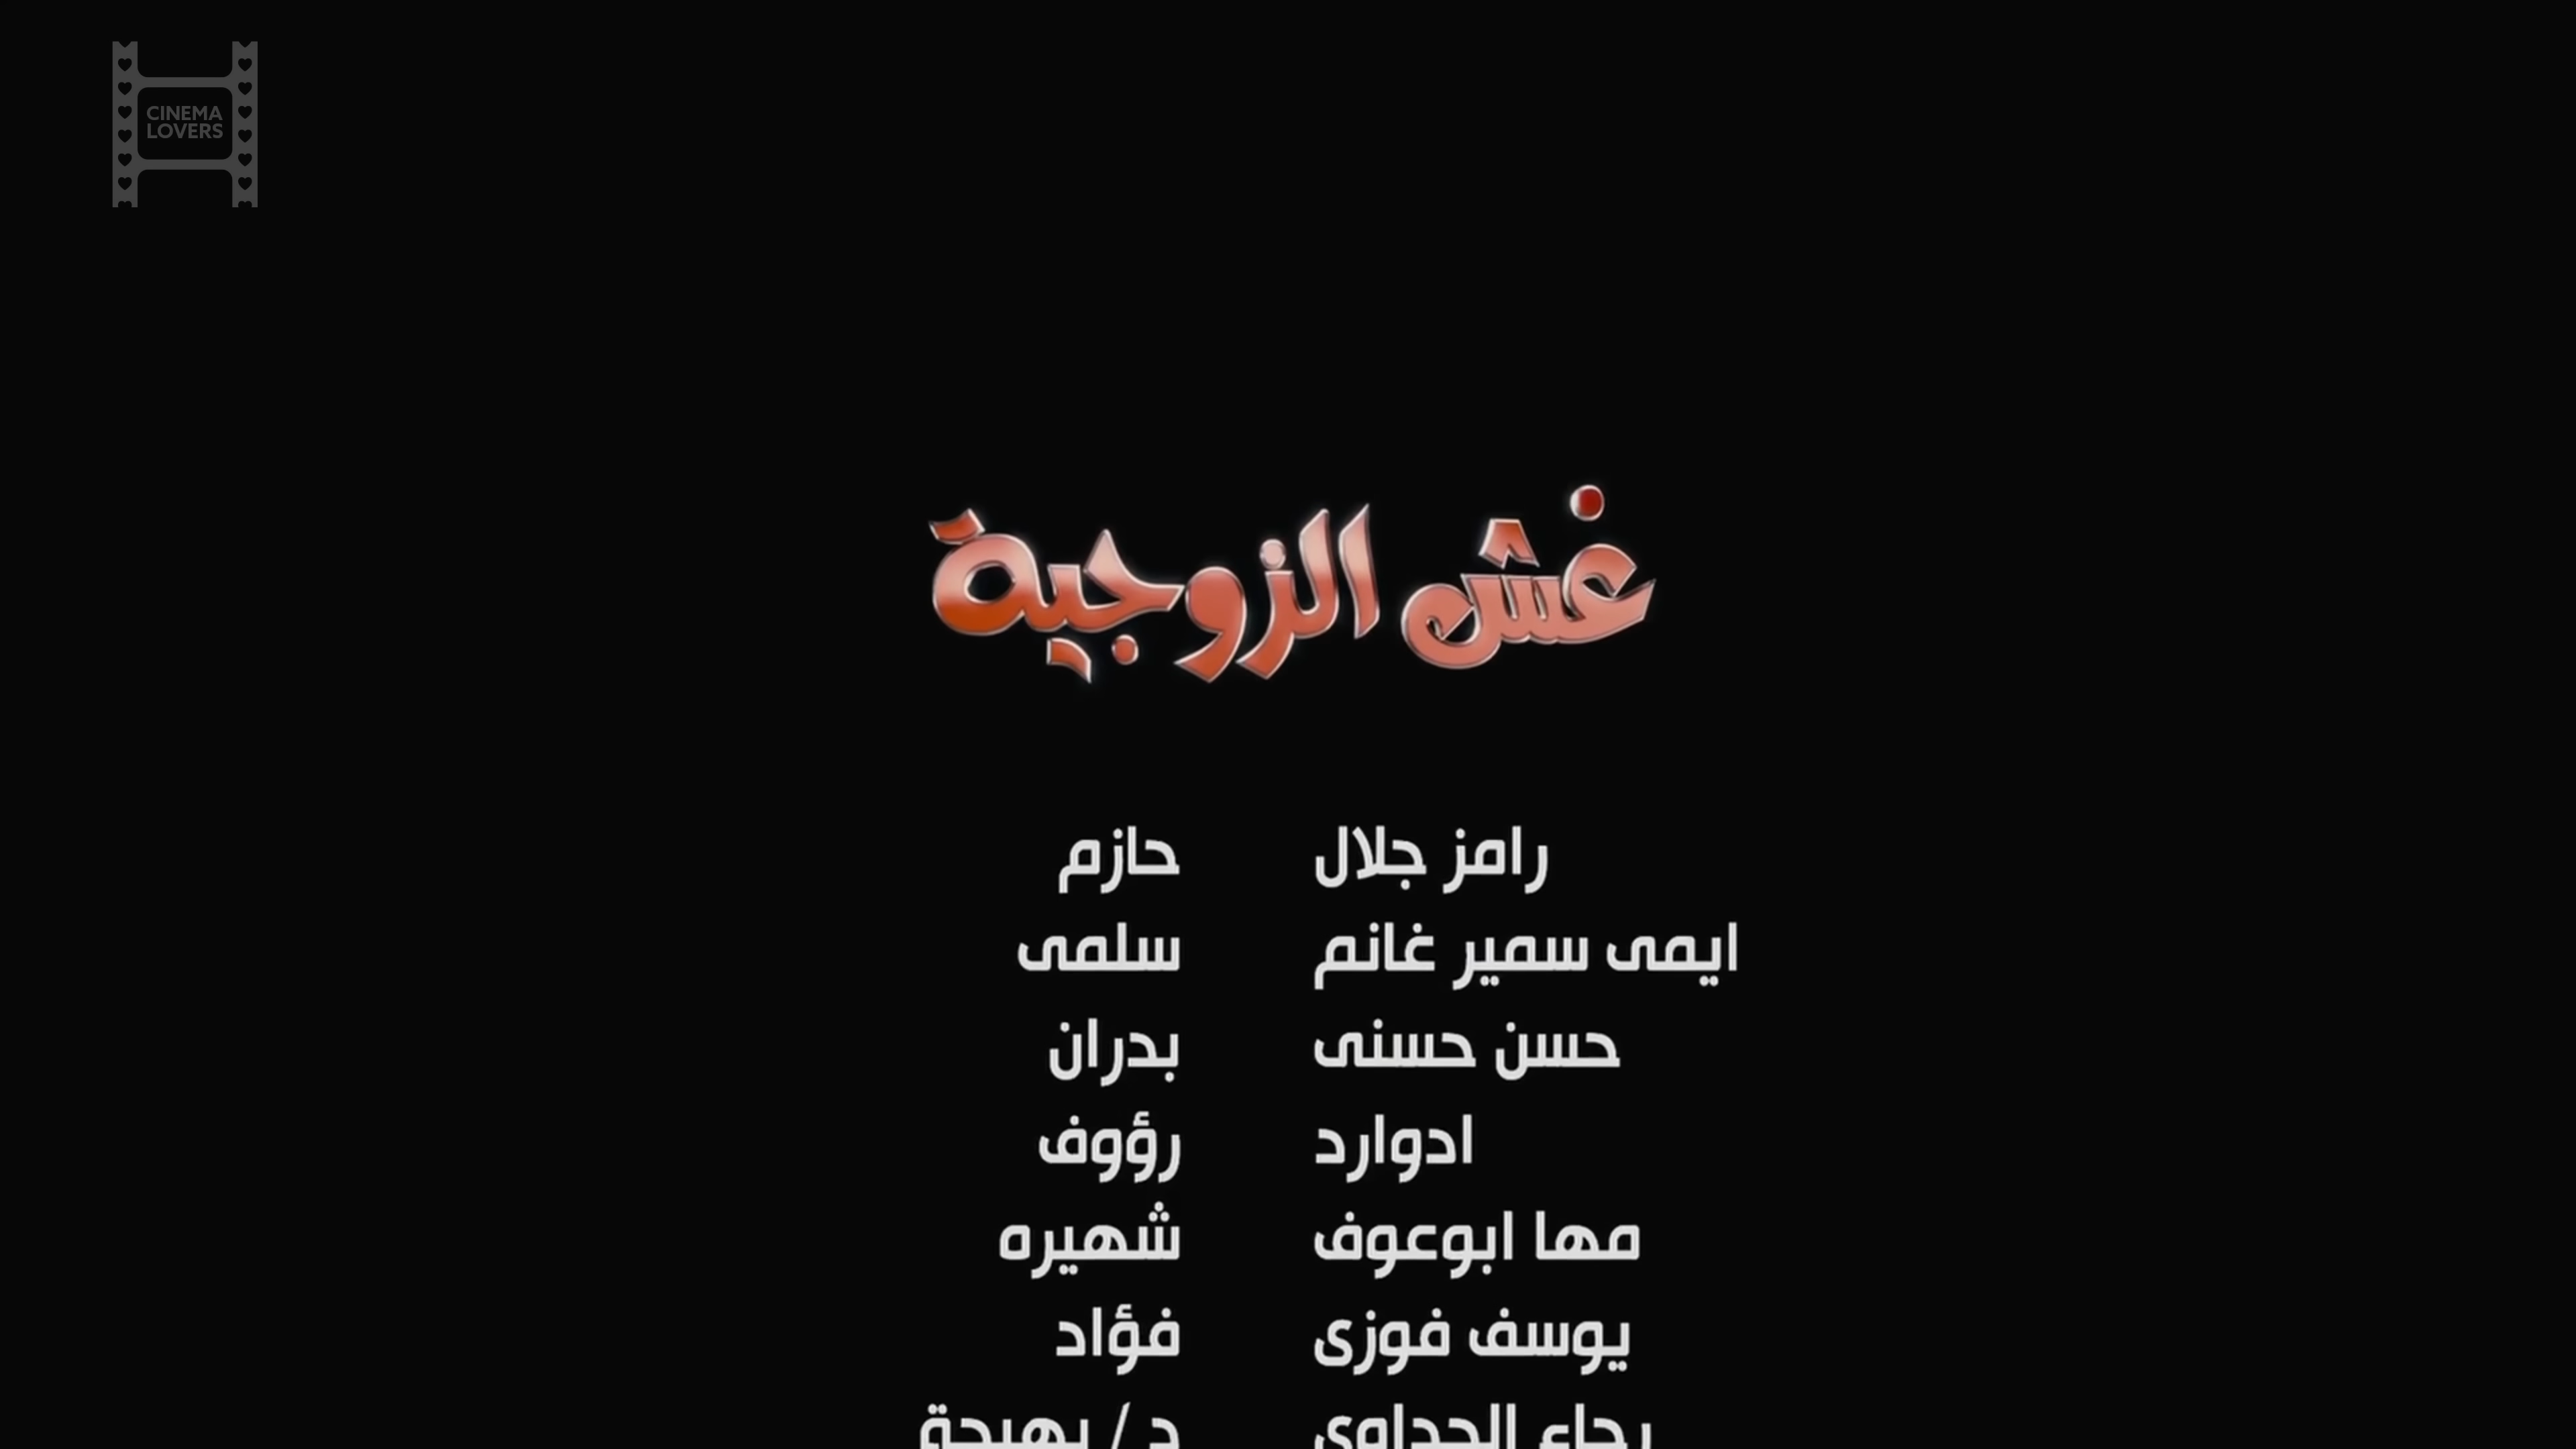 CINEMA
LOVERS
غش الزوجية
رامز جلال حازم
ايمى سمير غانم سلمى
حسن حسنى بدران
ادوارد رؤوف
مها ابوعوف شهيره
يوسف فوزى فؤاد
رجاء الجداوى د / بهيجة